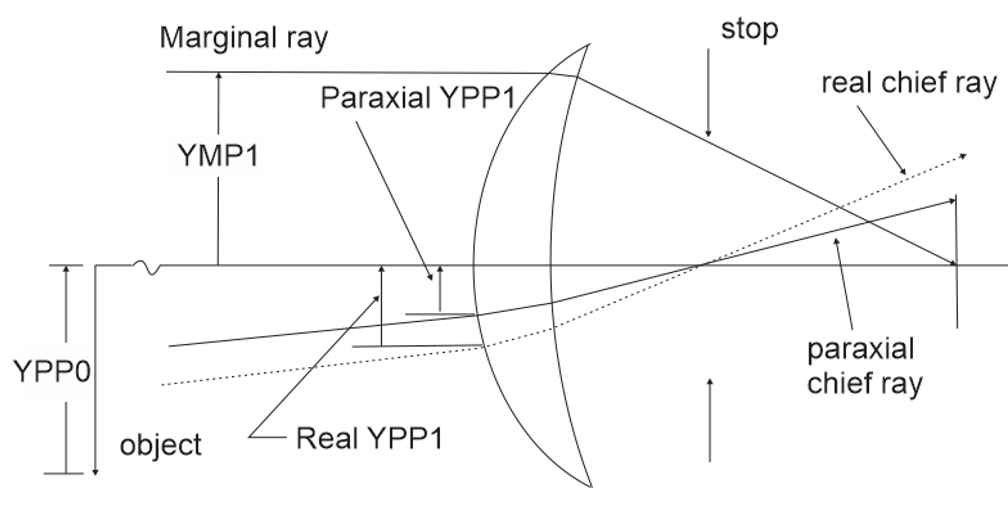 stop
Marginal ray
real chief ray
Paraxial YPP1
YMP1
paraxial
chief ray
YPP0
Real YPP1
object